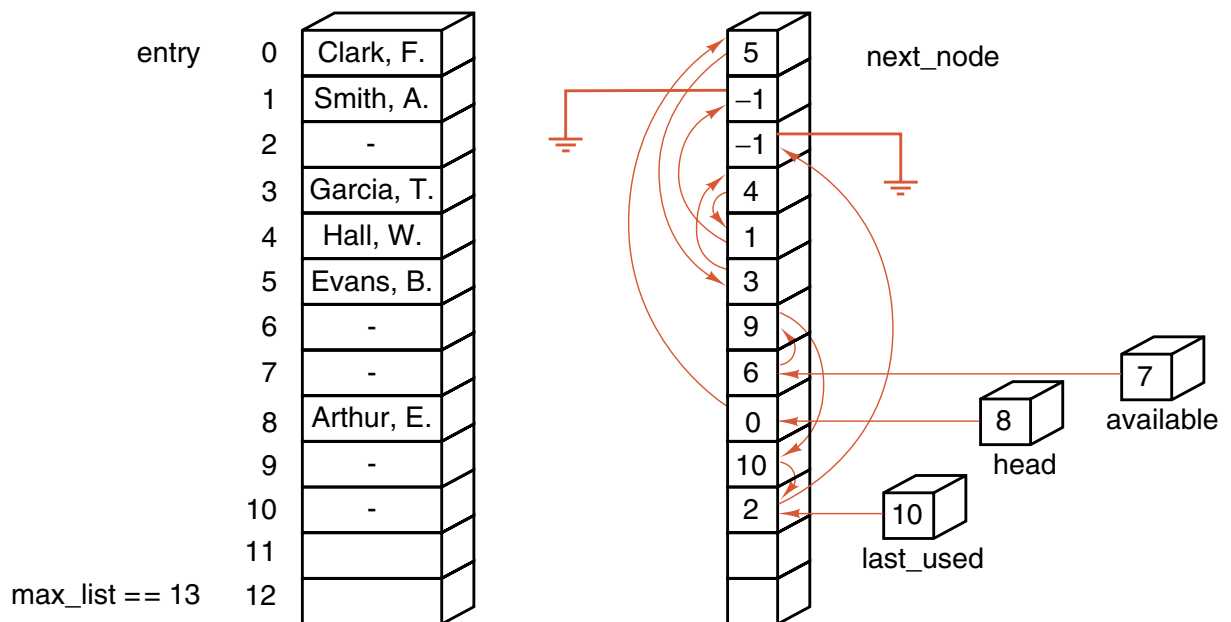 entry 0 Clark, F. 5 next_node
1 Smith, A. –1
2 - –1
3 Garcia, T. 4
4 Hall, W. 1
5 Evans, B. 3
6 - 9
7 - 6 7
available
8 Arthur, E. 0 8
head
9 - 10
10 - 2 10
last_used
11
max_list == 13 12